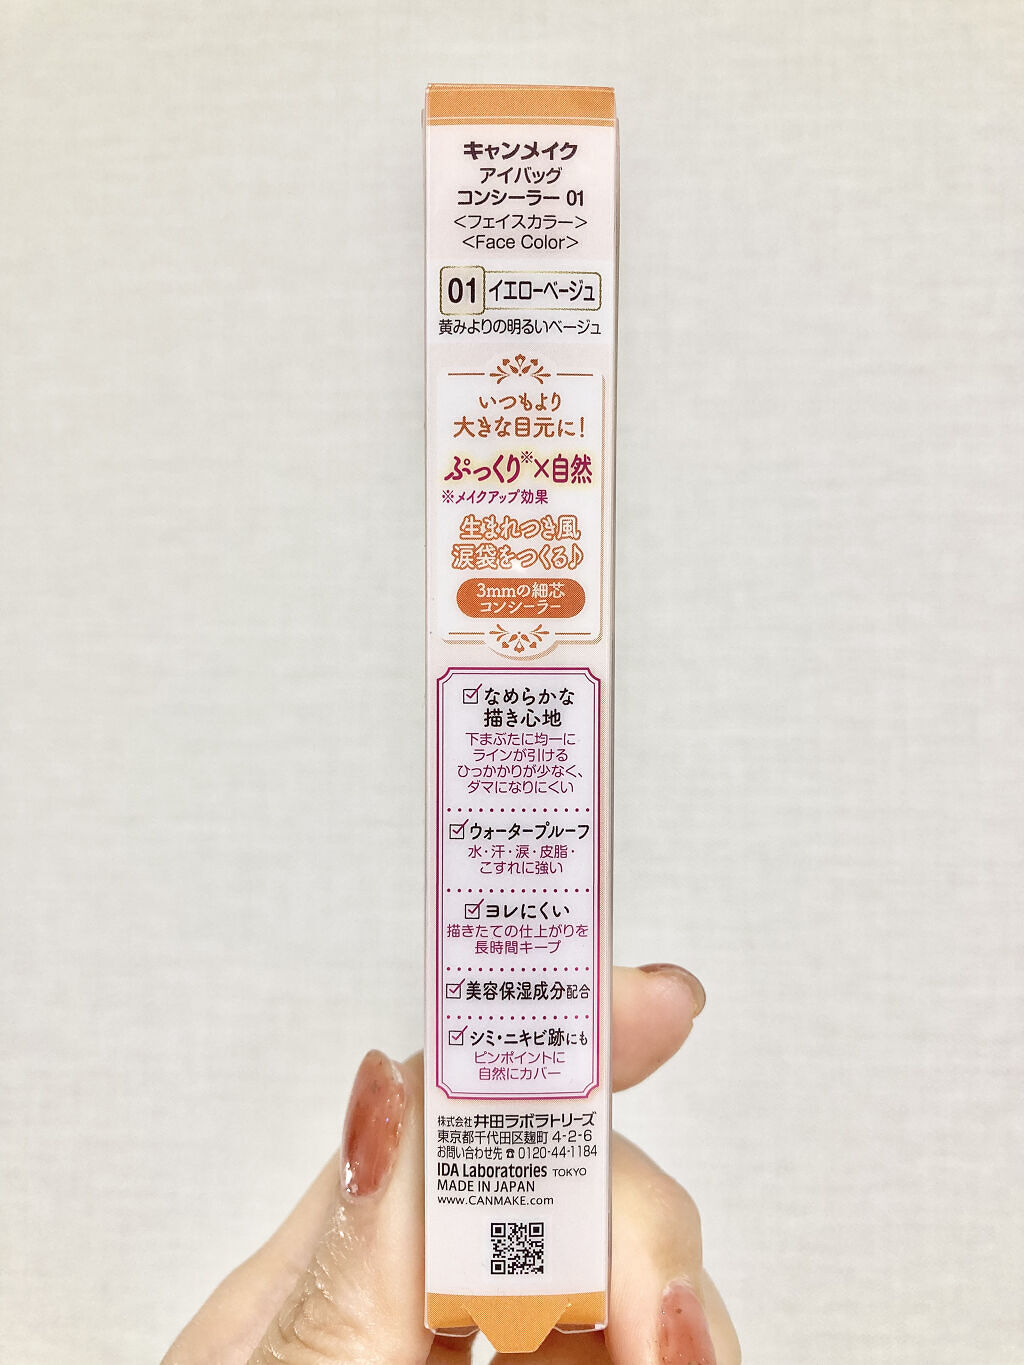 キャンメイク
アイバッグ
コンシーラー 01
<フェイスカラー>
<Face Color>
01 イエローベージュ
黄みよりの明るいベージュ
いつもより
大きな目元に!
ぷっくり※×自然
※メイクアップ効果
生まれつき風
涙袋をつくる♪
3mmの細芯
コンシーラー
☑なめらかな
描き心地
下まぶたに均一に
ラインが引ける
ひっかかりが少なく、
ダマになりにくい
☑ウォータープルーフ
水・汗・涙・皮脂・
こすれに強い
☑ヨレにくい
描きたての仕上がりを
長時間キープ
☑美容保湿成分配合
☑シミ・ニキビ跡にも
ピンポイントに
自然にカバー
株式会社 井田ラボラトリーズ
東京都千代田区麹町 4-2-6
お問い合わせ先 ☎ 0120-44-1184
IDA Laboratories TOKYO
MADE IN JAPAN
www.CANMAKE.com